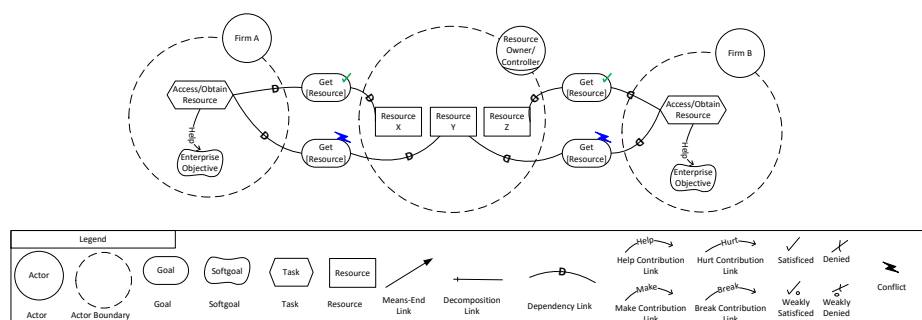 Firm A
Resource
Owner/
Controller
Firm B
Access/Obtain
Resource
Help
Enterprise
Objective
D
D
Get
[Resource]
Get
[Resource]
D
D
Resource
X
Resource
Y
Resource
Z
D
D
Get
[Resource]
Get
[Resource]
D
D
Access/Obtain
Resource
Help
Enterprise
Objective
Legend
Actor
Actor
Actor Boundary
Goal
Goal
Softgoal
Softgoal
Task
Task
Resource
Resource
Means-End
Link
Decomposition
Link
D
Dependency Link
Help
Help Contribution
Link
Hurt
Hurt Contribution
Link
Make
Make Contribution
Link
Break
Break Contribution
Link
Satisficed
Denied
Weakly
Satisficed
Weakly
Denied
Conflict